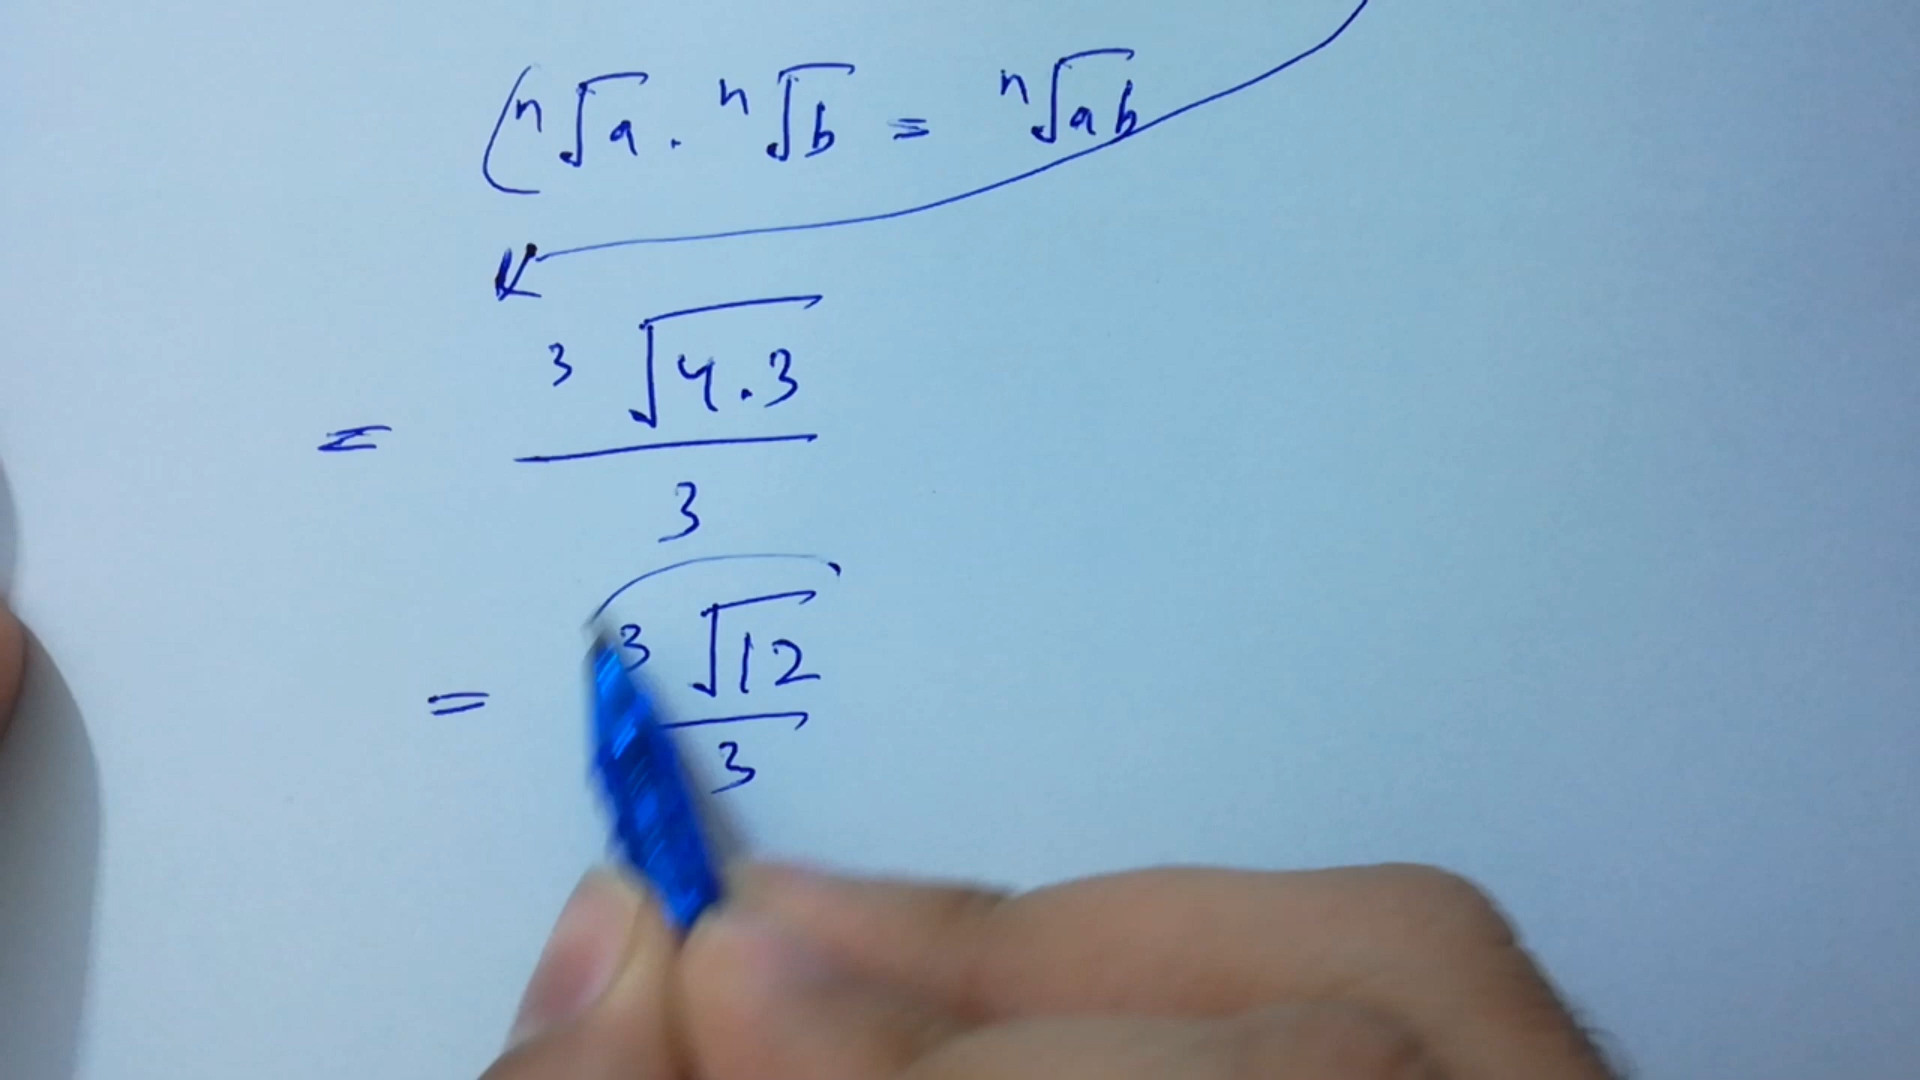 (ⁿ√a . ⁿ√b = ⁿ√ab
= ³√4.3 / 3
= ³√12 / 3